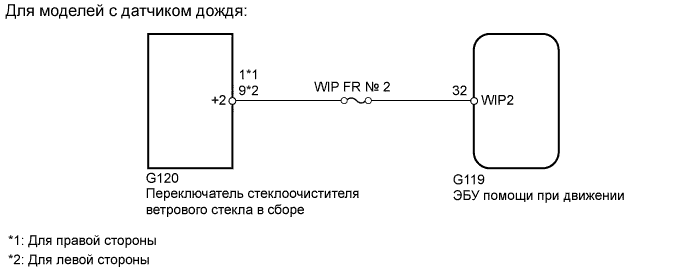 Для моделей с датчиком дождя:
1*1
9*2
+2
WIP FR № 2
32
WIP2
G120
Переключатель стеклоочистителя
ветрового стекла в сборе
G119
ЭБУ помощи при движении
*1: Для правой стороны
*2: Для левой стороны